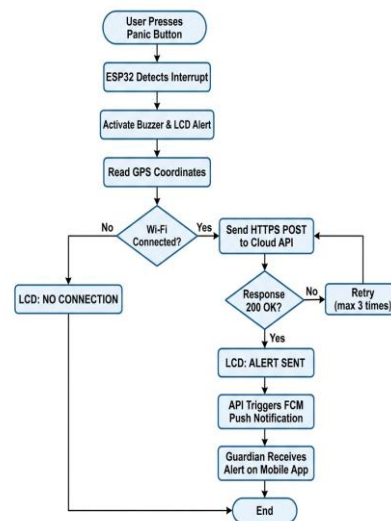 User Presses
Panic Button
ESP32 Detects Interrupt
Activate Buzzer & LCD Alert
Read GPS Coordinates
No
Wi-Fi
Connected?
Yes
Send HTTPS POST
to Cloud API
LCD: NO CONNECTION
Response
200 OK?
No
Retry
(max 3 times)
Yes
LCD: ALERT SENT
API Triggers FCM
Push Notification
Guardian Receives
Alert on Mobile App
End